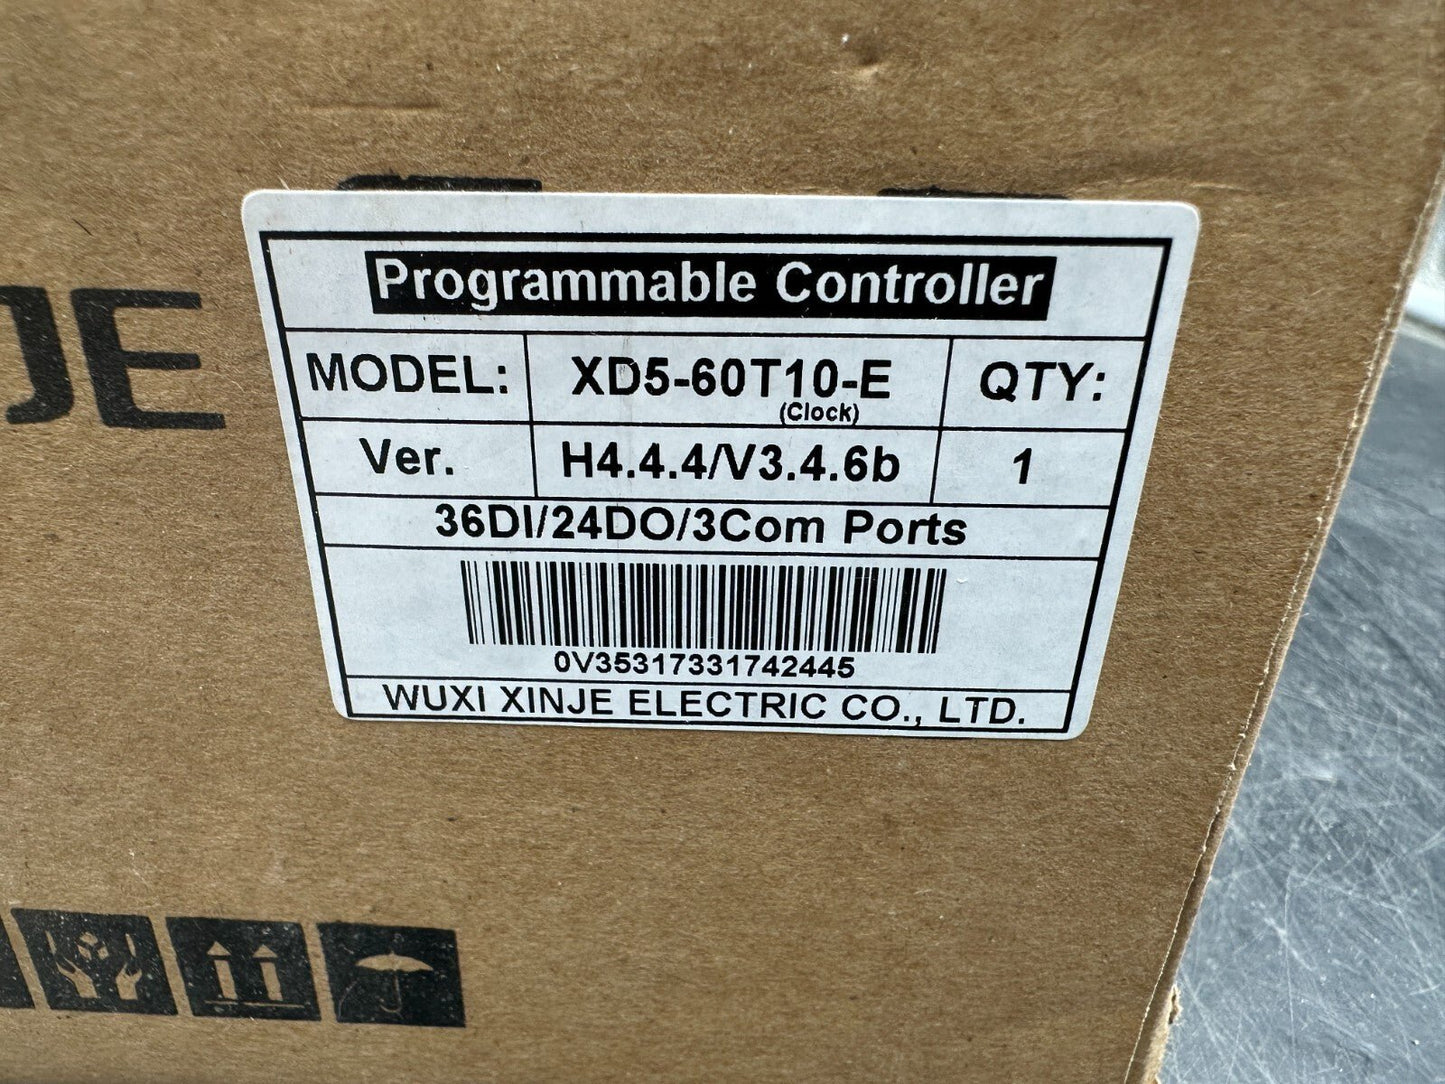 Programmable Controller
MODEL: XD5-60T10-E QTY:
(Clock)
Ver. H4.4.4/V3.4.6b 1
36DI/24DO/3Com Ports
0V35317331742445
WUXI XINJE ELECTRIC CO., LTD.
JE